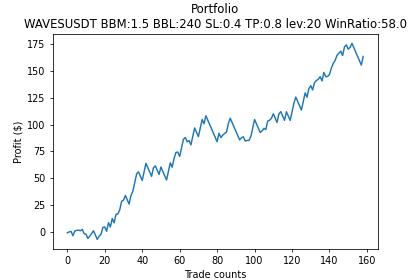 Portfolio
WAVESUSDT BBM:1.5 BBL:240 SL:0.4 TP:0.8 lev:20 WinRatio:58.0
175
150
125
100
75
50
25
0
Profit ($)
0 20 40 60 80 100 120 140 160
Trade counts